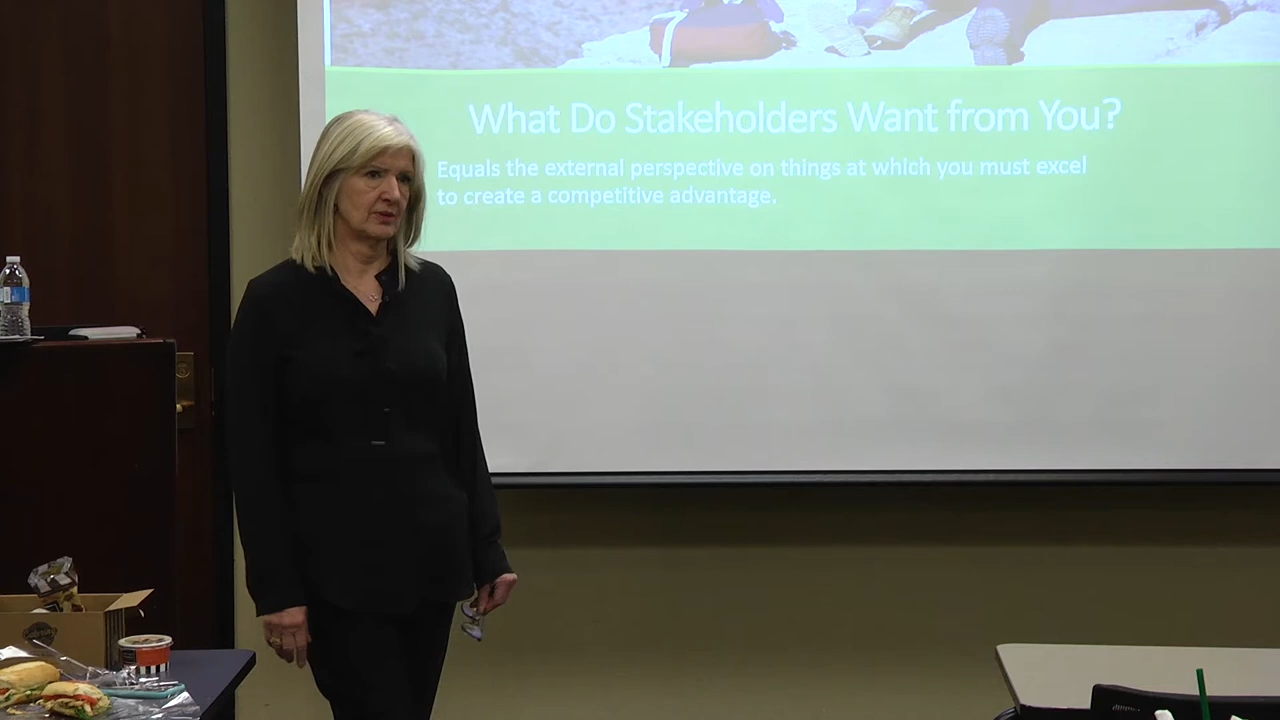 What Do Stakeholders Want from You?
Equals the external perspective on things at which you must excel
to create a competitive advantage.